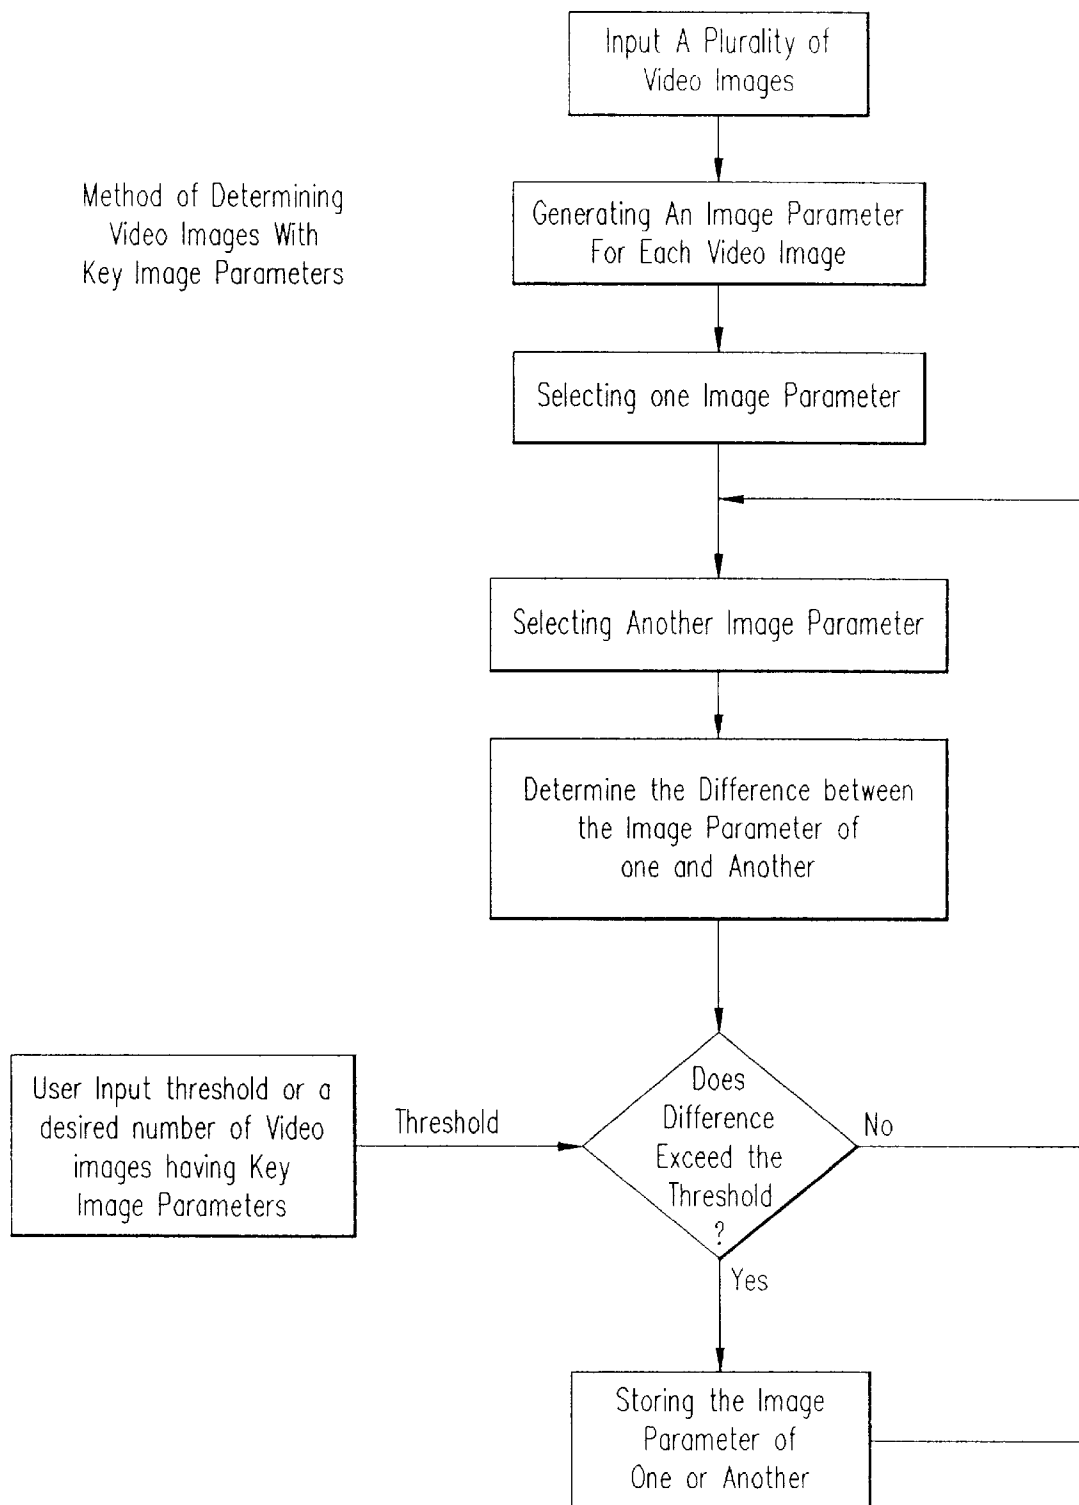 Input A Plurality of
Video Images
Method of Determining
Video Images With
Key Image Parameters
Generating An Image Parameter
For Each Video Image
Selecting one Image Parameter
Selecting Another Image Parameter
Determine the Difference between
the Image Parameter of
one and Another
User Input threshold or a
desired number of Video
images having Key
Image Parameters
Threshold
Does
Difference
Exceed the
Threshold
?
No
Yes
Storing the Image
Parameter of
One or Another